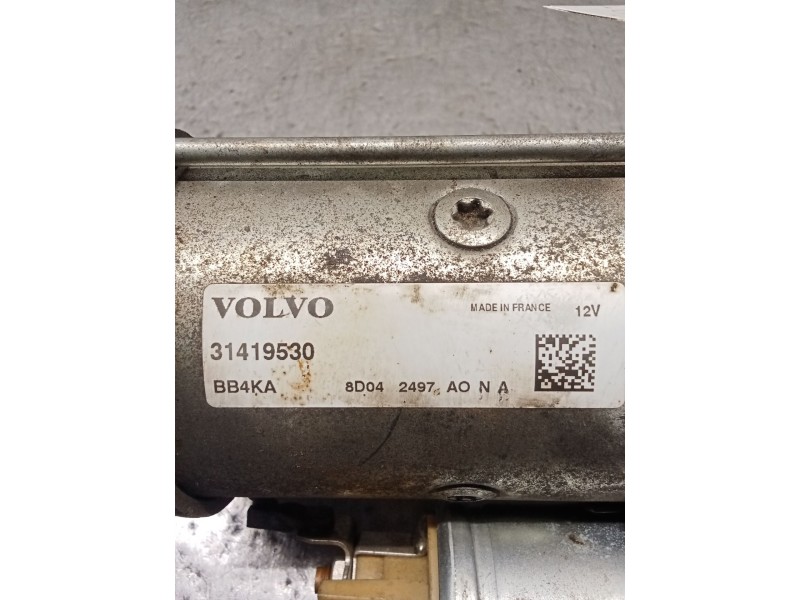 VOLVO MADE IN FRANCE 12V
31419530
BB4KA 8D04 2497 AO N A